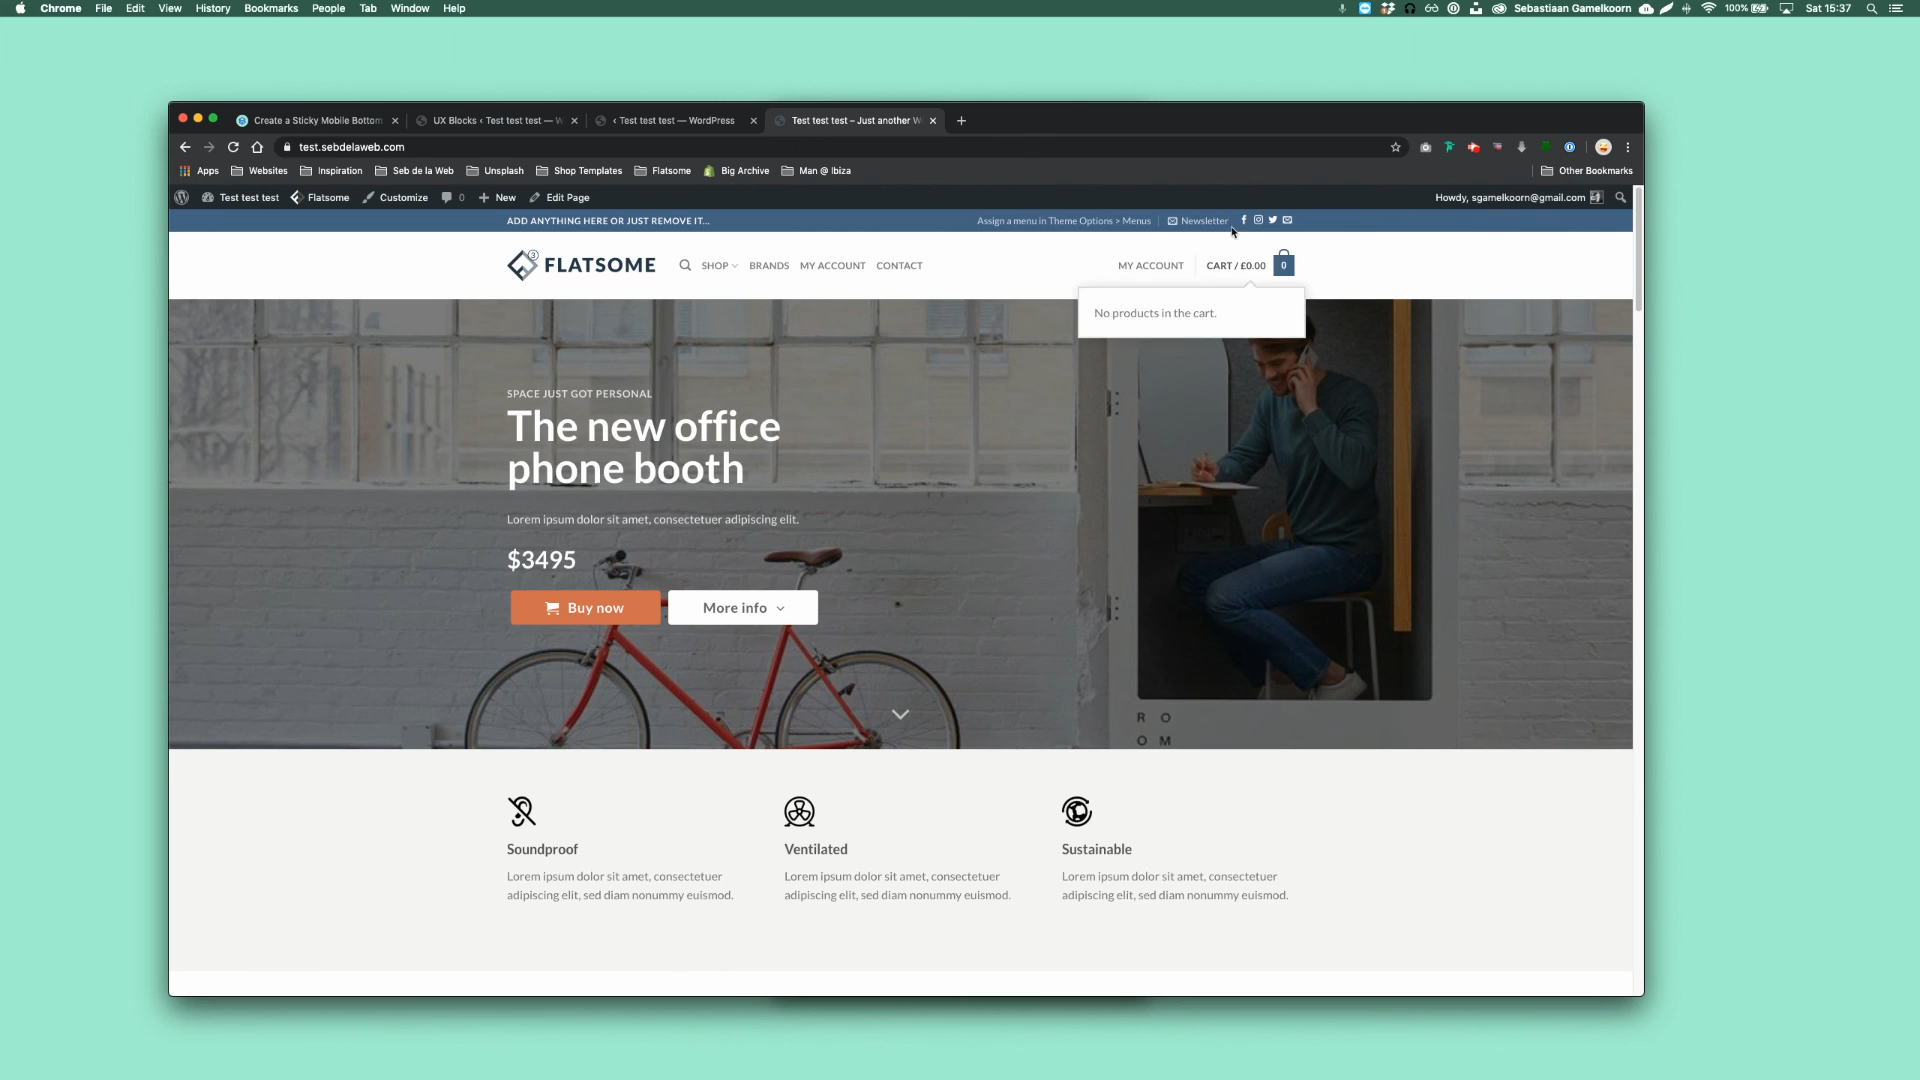 Chrome File Edit View History Bookmarks People Tab Window Help
Sebastiaan Gamelkoorn 100% Sat 15:37
Create a Sticky Mobile Bottom UX Blocks ‹ Test test test — W ‹ Test test test — WordPress Test test test – Just another W
test.sebdelaweb.com
Apps Websites Inspiration Seb de la Web Unsplash Shop Templates Flatsome Big Archive Man @ Ibiza Other Bookmarks
Test test test Flatsome Customize 0 New Edit Page Howdy, sgamelkoorn@gmail.com
ADD ANYTHING HERE OR JUST REMOVE IT... Assign a menu in Theme Options > Menus Newsletter
3 FLATSOME SHOP BRANDS MY ACCOUNT CONTACT MY ACCOUNT CART / £0.00 0
No products in the cart.
SPACE JUST GOT PERSONAL
The new office
phone booth
Lorem ipsum dolor sit amet, consectetuer adipiscing elit.
$3495
Buy now More info
R O
O M
Soundproof
Lorem ipsum dolor sit amet, consectetuer
adipiscing elit, sed diam nonummy euismod.
Ventilated
Lorem ipsum dolor sit amet, consectetuer
adipiscing elit, sed diam nonummy euismod.
Sustainable
Lorem ipsum dolor sit amet, consectetuer
adipiscing elit, sed diam nonummy euismod.